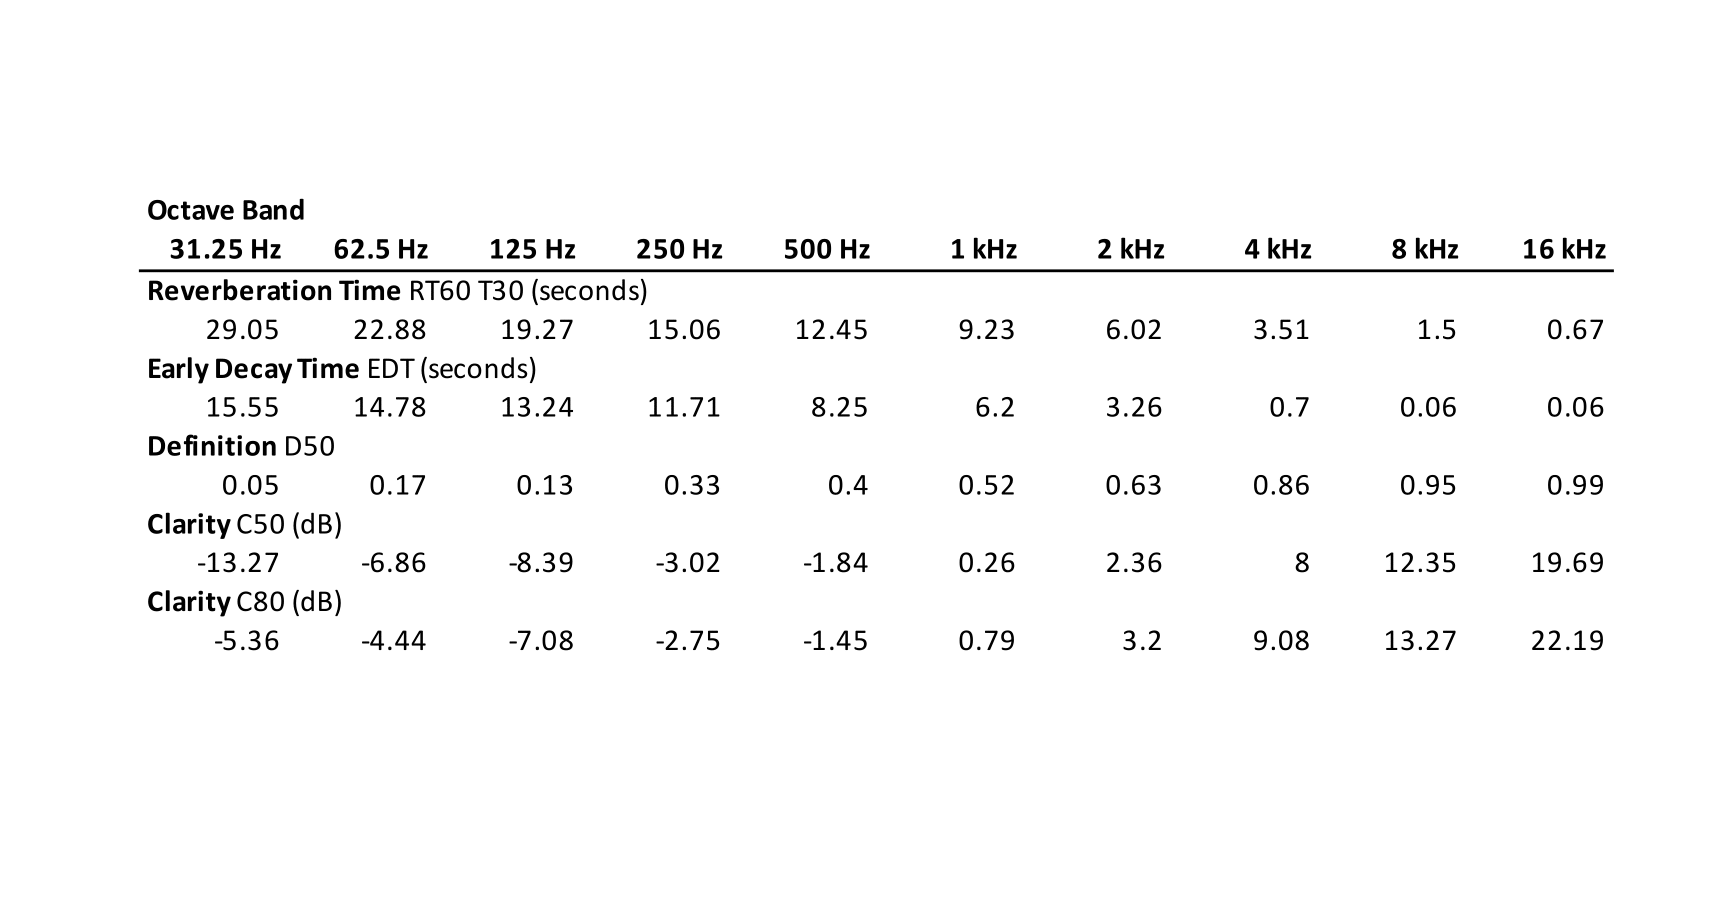 Octave Band
31.25 Hz 62.5 Hz 125 Hz 250 Hz 500 Hz 1 kHz 2 kHz 4 kHz 8 kHz 16 kHz
Reverberation Time RT60 T30 (seconds)
29.05 22.88 19.27 15.06 12.45 9.23 6.02 3.51 1.5 0.67
Early Decay Time EDT (seconds)
15.55 14.78 13.24 11.71 8.25 6.2 3.26 0.7 0.06 0.06
Definition D50
0.05 0.17 0.13 0.33 0.4 0.52 0.63 0.86 0.95 0.99
Clarity C50 (dB)
-13.27 -6.86 -8.39 -3.02 -1.84 0.26 2.36 8 12.35 19.69
Clarity C80 (dB)
-5.36 -4.44 -7.08 -2.75 -1.45 0.79 3.2 9.08 13.27 22.19